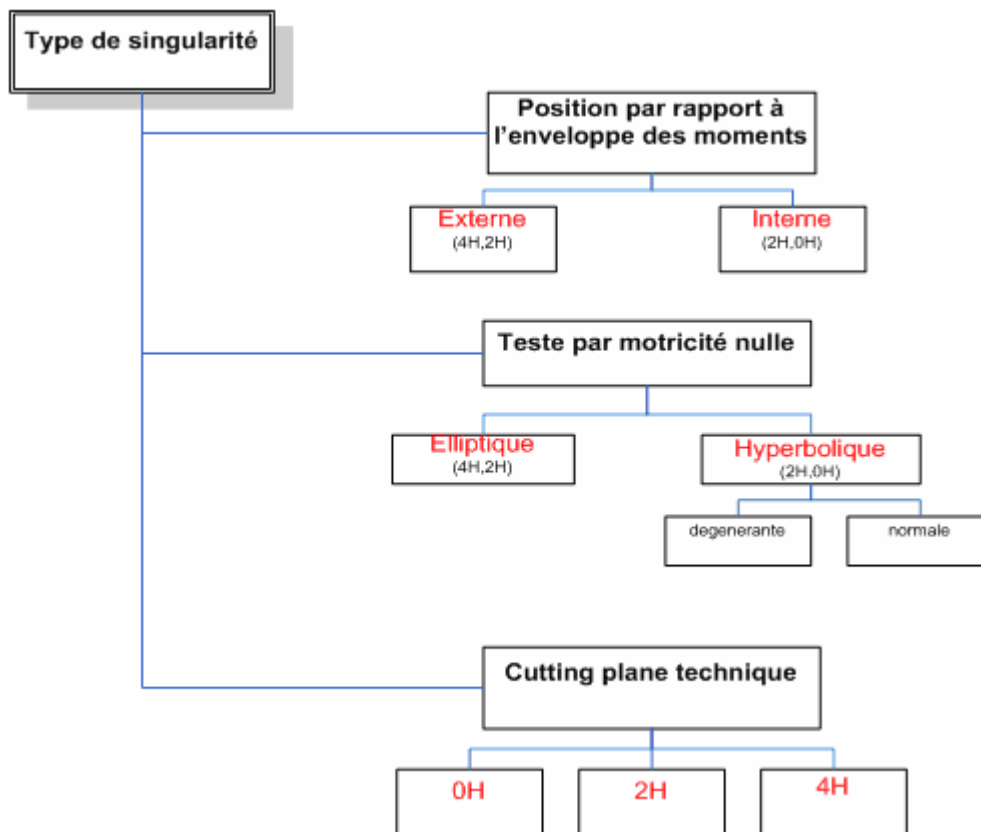 Type de singularité
Position par rapport à
l'enveloppe des moments
Externe
(4H,2H)
Interne
(2H,0H)
Teste par motricité nulle
Elliptique
(4H,2H)
Hyperbolique
(2H,0H)
degenerante
normale
Cutting plane technique
0H
2H
4H